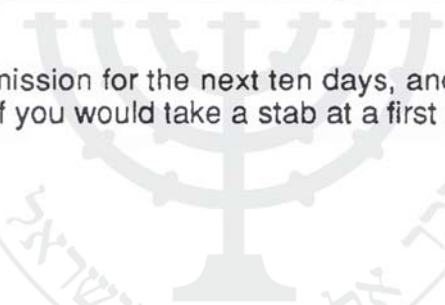 mission for the next ten days, and
f you would take a stab at a first